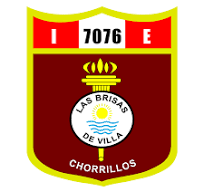 I 7076 E
LAS BRISAS
DE VILLA
CHORRILLOS